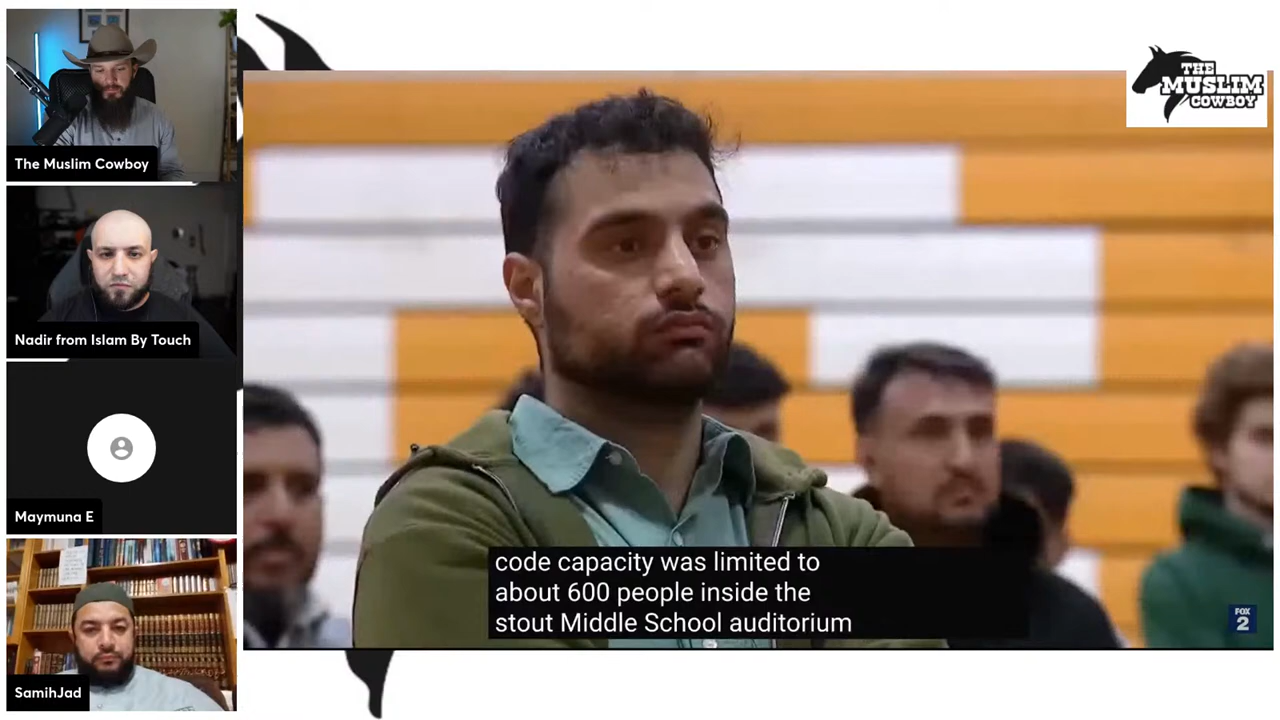 The Muslim Cowboy
Nadir from Islam By Touch
Maymuna E
SamihJad
THE
MUSLIM
COWBOY
code capacity was limited to
about 600 people inside the
stout Middle School auditorium
FOX
2